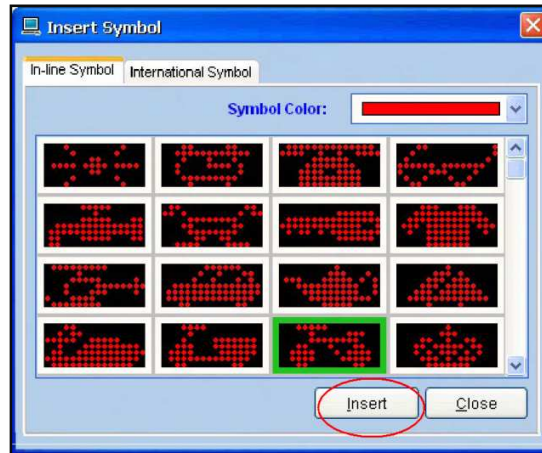 Insert Symbol
In-line Symbol International Symbol
Symbol Color:
Insert Close